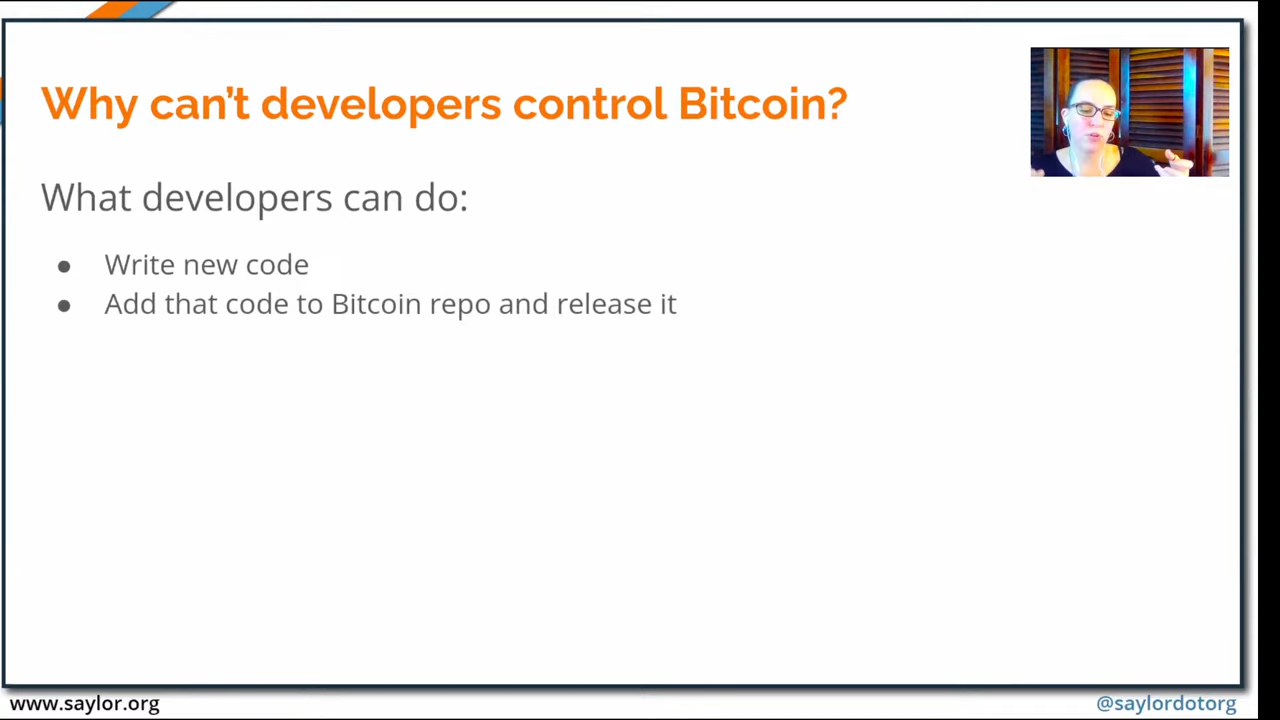 Why can't developers control Bitcoin?
What developers can do:
● Write new code
● Add that code to Bitcoin repo and release it
www.saylor.org
@saylordotorg